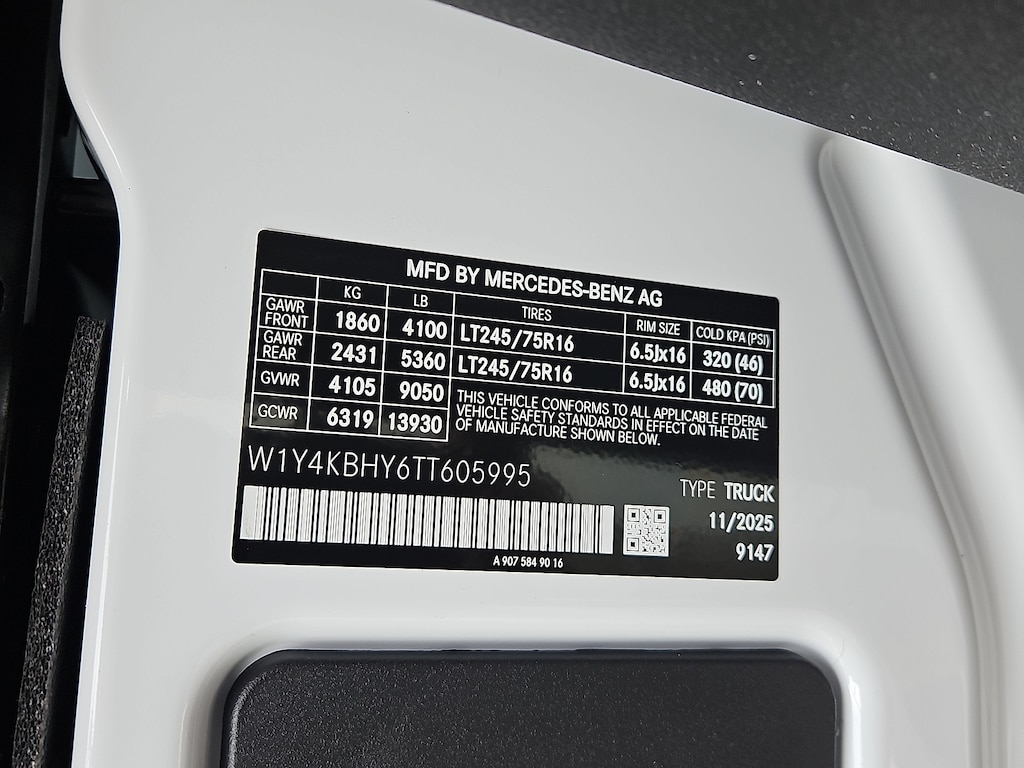 MFD BY MERCEDES-BENZ AG
KG LB TIRES RIM SIZE COLD KPA (PSI)
GAWR FRONT 1860 4100 LT245/75R16 6.5Jx16 320 (46)
GAWR REAR 2431 5360 LT245/75R16 6.5Jx16 480 (70)
GVWR 4105 9050
GCWR 6319 13930
THIS VEHICLE CONFORMS TO ALL APPLICABLE FEDERAL
VEHICLE SAFETY STANDARDS IN EFFECT ON THE DATE
OF MANUFACTURE SHOWN BELOW.
W1Y4KBHY6TT605995
TYPE TRUCK
11/2025
9147
A 907 584 90 16